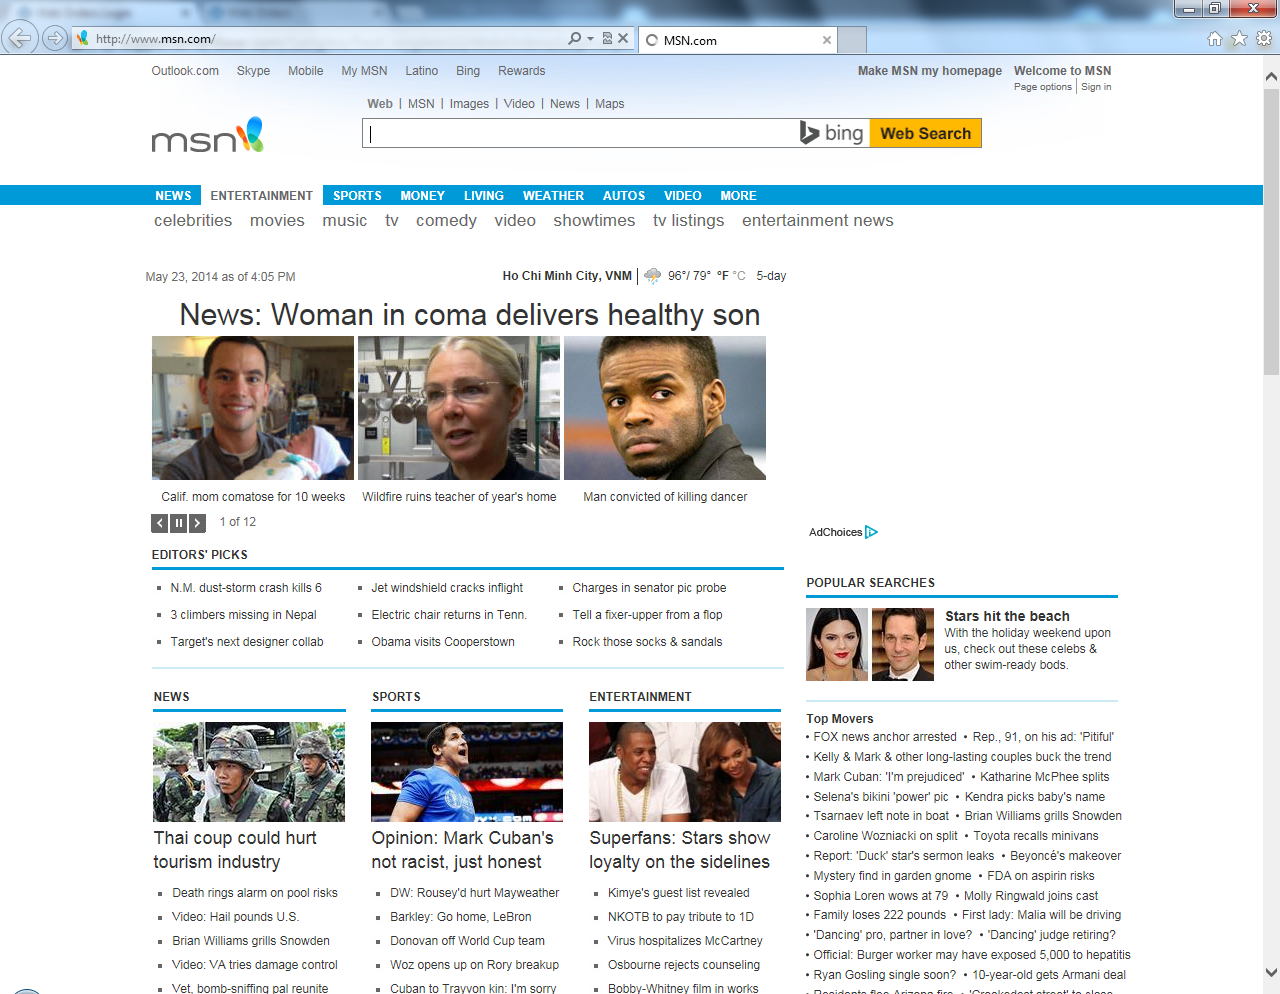 http://www.msn.com/
MSN.com
Outlook.com Skype Mobile My MSN Latino Bing Rewards
Make MSN my homepage Welcome to MSN
Page options Sign in
Web | MSN | Images | Video | News | Maps
msn
bing Web Search
NEWS ENTERTAINMENT SPORTS MONEY LIVING WEATHER AUTOS VIDEO MORE
celebrities movies music tv comedy video showtimes tv listings entertainment news
May 23, 2014 as of 4:05 PM
Ho Chi Minh City, VNM | 96°/ 79° °F °C 5-day
News: Woman in coma delivers healthy son
Calif. mom comatose for 10 weeks
Wildfire ruins teacher of year's home
Man convicted of killing dancer
1 of 12
AdChoices
EDITORS' PICKS
N.M. dust-storm crash kills 6
Jet windshield cracks inflight
Charges in senator pic probe
3 climbers missing in Nepal
Electric chair returns in Tenn.
Tell a fixer-upper from a flop
Target's next designer collab
Obama visits Cooperstown
Rock those socks & sandals
POPULAR SEARCHES
Stars hit the beach
With the holiday weekend upon
us, check out these celebs &
other swim-ready bods.
NEWS
Thai coup could hurt
tourism industry
Death rings alarm on pool risks
Video: Hail pounds U.S.
Brian Williams grills Snowden
Video: VA tries damage control
Vet, bomb-sniffing pal reunite
SPORTS
Opinion: Mark Cuban's
not racist, just honest
DW: Rousey'd hurt Mayweather
Barkley: Go home, LeBron
Donovan off World Cup team
Woz opens up on Rory breakup
Cuban to Trayvon kin: I'm sorry
ENTERTAINMENT
Superfans: Stars show
loyalty on the sidelines
Kimye's guest list revealed
NKOTB to pay tribute to 1D
Virus hospitalizes McCartney
Osbourne rejects counseling
Bobby-Whitney film in works
Top Movers
• FOX news anchor arrested • Rep., 91, on his ad: 'Pitiful'
• Kelly & Mark & other long-lasting couples buck the trend
• Mark Cuban: 'I'm prejudiced' • Katharine McPhee splits
• Selena's bikini 'power' pic • Kendra picks baby's name
• Tsarnaev left note in boat • Brian Williams grills Snowden
• Caroline Wozniacki on split • Toyota recalls minivans
• Report: 'Duck' star's sermon leaks • Beyoncé's makeover
• Mystery find in garden gnome • FDA on aspirin risks
• Sophia Loren wows at 79 • Molly Ringwald joins cast
• Family loses 222 pounds • First lady: Malia will be driving
• 'Dancing' pro, partner in love? • 'Dancing' judge retiring?
• Official: Burger worker may have exposed 5,000 to hepatitis
• Ryan Gosling single soon? • 10-year-old gets Armani deal
• Residents flee Arizona fire • 'Crookedest street' to close